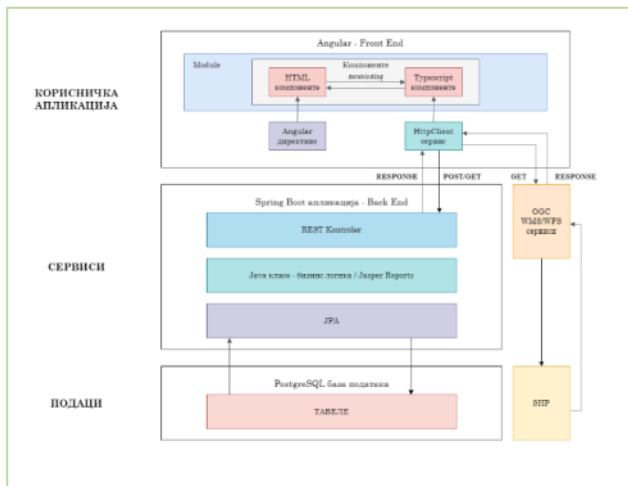 Angular - Front End
Module
Компоненте
databinding
HTML
компоненте
Typescript
компоненте
КОРИСНИЧКА
АПЛИКАЦИЈА
Angular
директиве
HttpClient
сервис
RESPONSE
POST/GET
GET
RESPONSE
Spring Boot апликација - Back End
REST Kontroler
OGC
WMS/WFS
сервиси
СЕРВИСИ
Java класе - бизнис логика / Jasper Reports
JPA
PostgreSQL база података
ПОДАЦИ
ТАБЕЛЕ
SHP